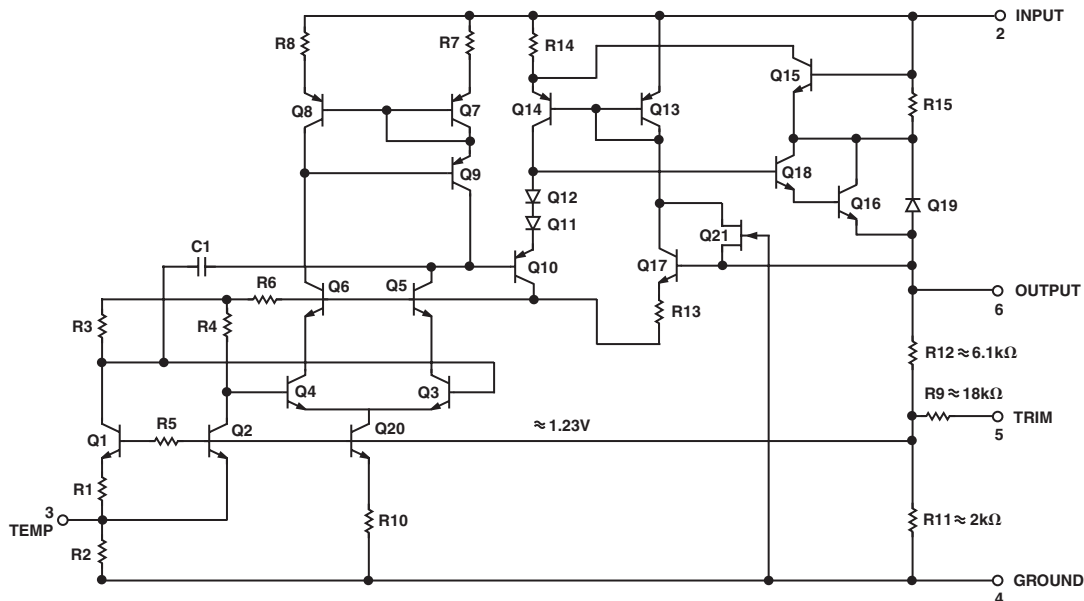 INPUT
2
R8
R7
R14
Q15
R15
Q8
Q7
Q14
Q13
Q9
Q18
Q12
Q16
Q19
Q11
Q21
C1
Q10
Q17
R6
Q6
Q5
OUTPUT
6
R3
R4
R13
R12 ≈ 6.1kΩ
Q4
Q3
R9 ≈ 18kΩ
TRIM
5
R5
Q1
Q2
Q20
≈ 1.23V
R1
3
TEMP
R10
R11 ≈ 2kΩ
R2
GROUND
4